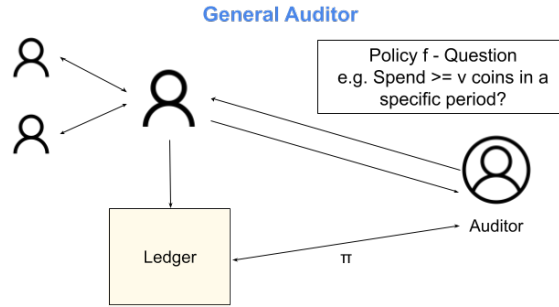 General Auditor
Policy f - Question
e.g. Spend >= v coins in a
specific period?
Auditor
Ledger
π